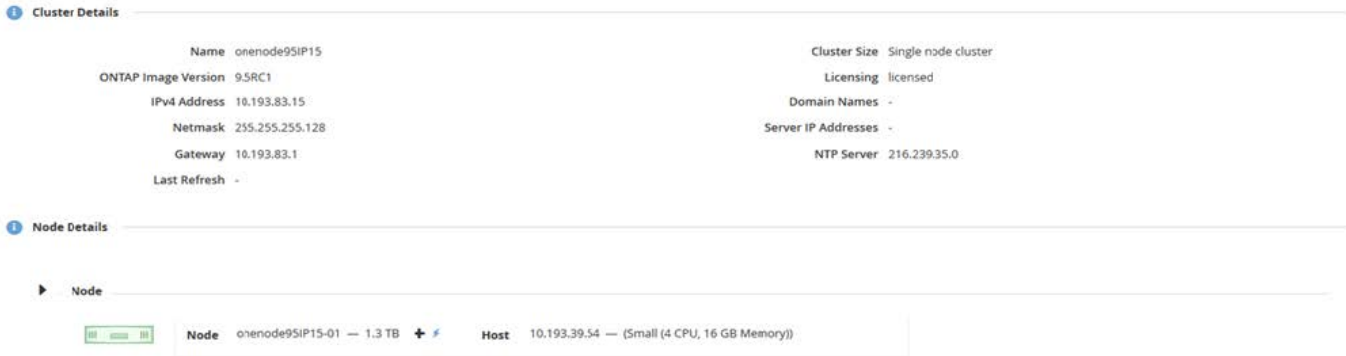 Cluster Details
Name onenode95IP15
Cluster Size Single node cluster
ONTAP Image Version 9.5RC1
Licensing licensed
IPv4 Address 10.193.83.15
Domain Names -
Netmask 255.255.255.128
Server IP Addresses -
Gateway 10.193.83.1
NTP Server 216.239.35.0
Last Refresh -
Node Details
Node
Node onenode95IP15-01 — 1.3 TB Host 10.193.39.54 — (Small (4 CPU, 16 GB Memory))